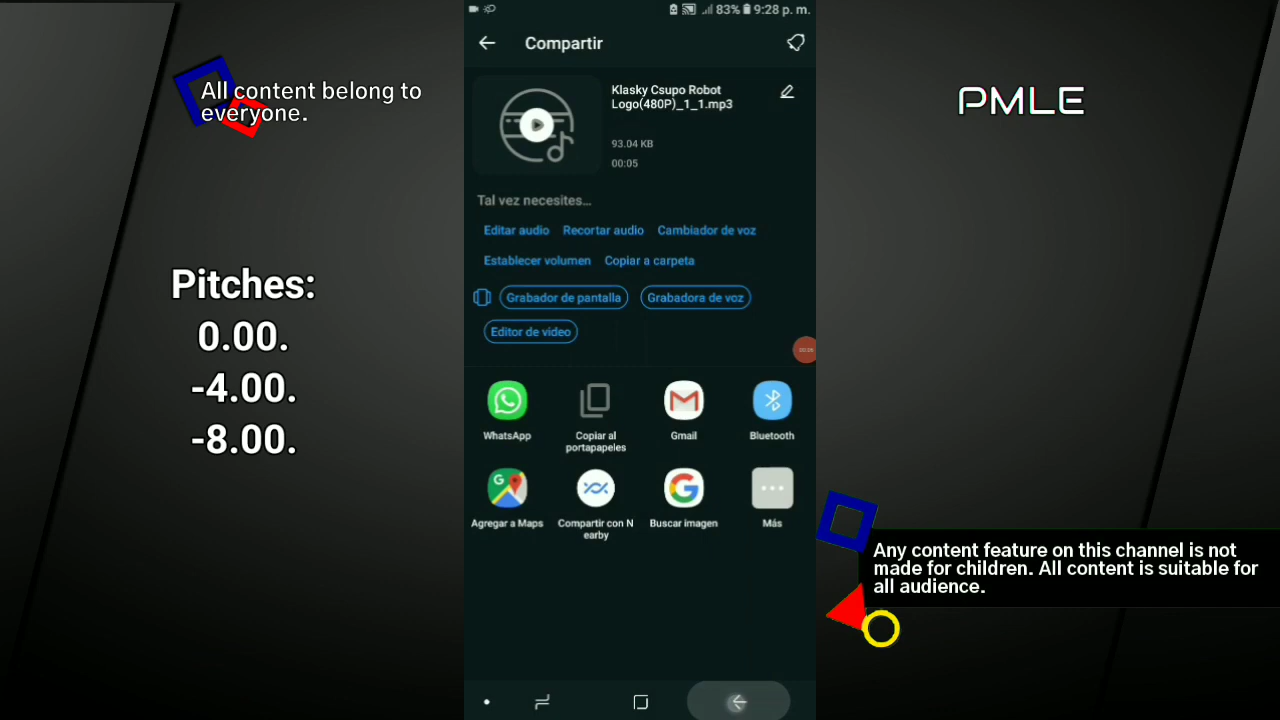 83% 9:28 p. m.
Compartir
All content belong to
everyone.
PMLE
Klasky Csupo Robot
Logo(480P)_1_1.mp3
93.04 KB
00:05
Tal vez necesites...
Editar audio Recortar audio Cambiador de voz
Establecer volumen Copiar a carpeta
Grabador de pantalla Grabadora de voz
Editor de video
Pitches:
0.00.
-4.00.
-8.00.
WhatsApp
Copiar al
portapapeles
Gmail
Bluetooth
Agregar a Maps
Compartir con N
earby
Buscar imagen
Más
Any content feature on this channel is not
made for children. All content is suitable for
all audience.